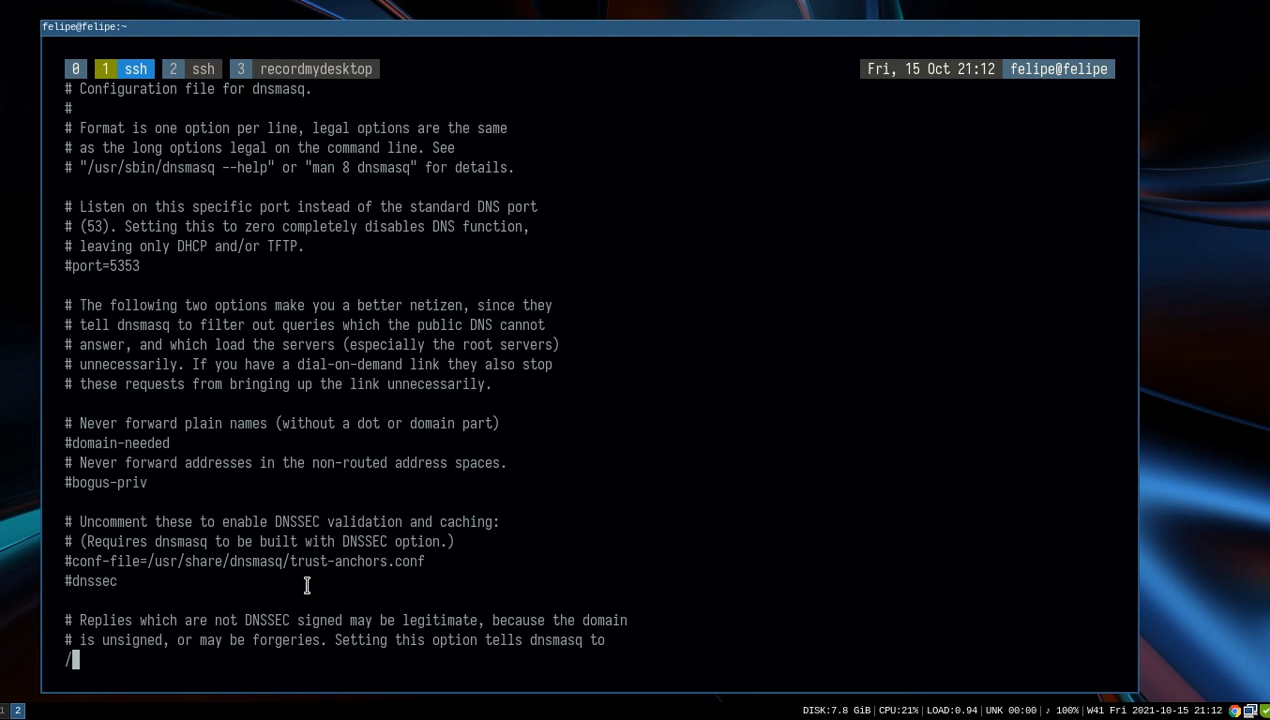 felipe@felipe:~
0 1 ssh 2 ssh 3 recordmydesktop Fri, 15 Oct 21:12 felipe@felipe
# Configuration file for dnsmasq.
#
# Format is one option per line, legal options are the same
# as the long options legal on the command line. See
# "/usr/sbin/dnsmasq --help" or "man 8 dnsmasq" for details.
# Listen on this specific port instead of the standard DNS port
# (53). Setting this to zero completely disables DNS function,
# leaving only DHCP and/or TFTP.
#port=5353
# The following two options make you a better netizen, since they
# tell dnsmasq to filter out queries which the public DNS cannot
# answer, and which load the servers (especially the root servers)
# unnecessarily. If you have a dial-on-demand link they also stop
# these requests from bringing up the link unnecessarily.
# Never forward plain names (without a dot or domain part)
#domain-needed
# Never forward addresses in the non-routed address spaces.
#bogus-priv
# Uncomment these to enable DNSSEC validation and caching:
# (Requires dnsmasq to be built with DNSSEC option.)
#conf-file=/usr/share/dnsmasq/trust-anchors.conf
#dnssec
# Replies which are not DNSSEC signed may be legitimate, because the domain
# is unsigned, or may be forgeries. Setting this option tells dnsmasq to
/
1 2 DISK:7.8 GiB|CPU:21%|LOAD:0.94|UNK 00:00|♪ 100%|W41 Fri 2021-10-15 21:12